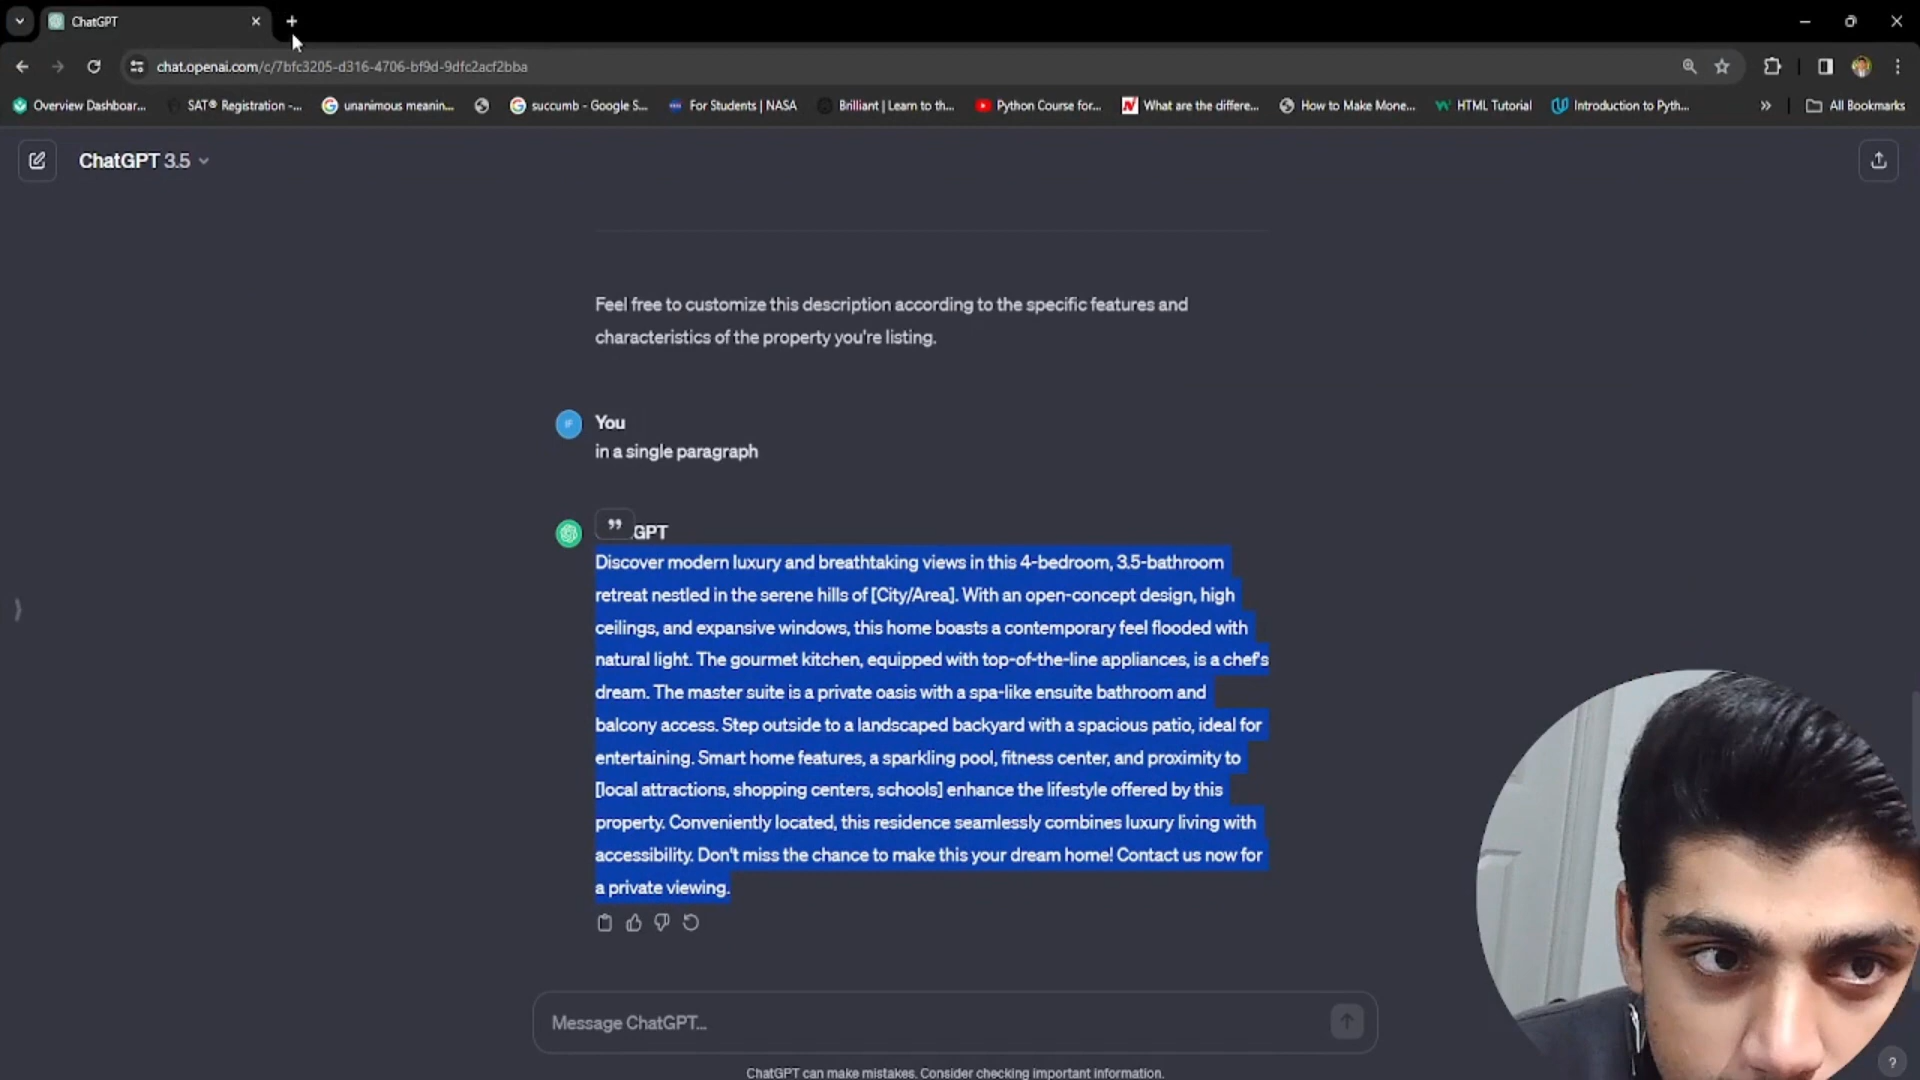 ChatGPT
chat.openai.com/c/7bfc3205-d316-4706-bf9d-9dfc2acf2bba
Overview Dashboar...
SAT® Registration -...
unanimous meanin...
succumb - Google S...
For Students | NASA
Brilliant | Learn to th...
Python Course for...
What are the differe...
How to Make Mone...
HTML Tutorial
Introduction to Pyth...
»
All Bookmarks
ChatGPT 3.5
Feel free to customize this description according to the specific features and
characteristics of the property you're listing.
You
in a single paragraph
GPT
Discover modern luxury and breathtaking views in this 4-bedroom, 3.5-bathroom
retreat nestled in the serene hills of [City/Area]. With an open-concept design, high
ceilings, and expansive windows, this home boasts a contemporary feel flooded with
natural light. The gourmet kitchen, equipped with top-of-the-line appliances, is a chef's
dream. The master suite is a private oasis with a spa-like ensuite bathroom and
balcony access. Step outside to a landscaped backyard with a spacious patio, ideal for
entertaining. Smart home features, a sparkling pool, fitness center, and proximity to
[local attractions, shopping centers, schools] enhance the lifestyle offered by this
property. Conveniently located, this residence seamlessly combines luxury living with
accessibility. Don't miss the chance to make this your dream home! Contact us now for
a private viewing.
Message ChatGPT...
ChatGPT can make mistakes. Consider checking important information.
?